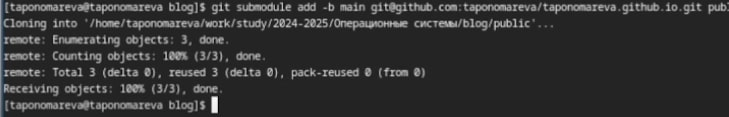 [taponomareva@taponomareva blog]$ git submodule add -b main git@github.com:taponomareva/taponomareva.github.io.git publ
Cloning into '/home/taponomareva/work/study/2024-2025/Операционные системы/blog/public'...
remote: Enumerating objects: 3, done.
remote: Counting objects: 100% (3/3), done.
remote: Total 3 (delta 0), reused 3 (delta 0), pack-reused 0 (from 0)
Receiving objects: 100% (3/3), done.
[taponomareva@taponomareva blog]$